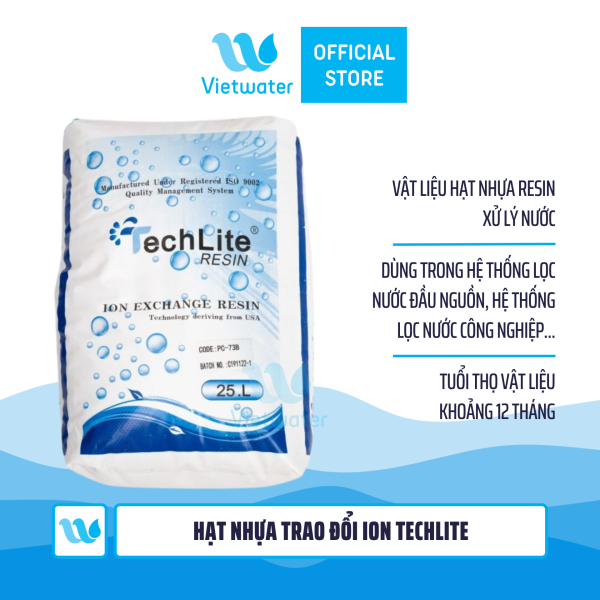 Vietwater
OFFICIAL
STORE
Manufactured Under Registered ISO 9002
Quality Management System
TechLite®
RESIN
ION EXCHANGE RESIN
Technology deriving from USA
CODE: PC-73B
BATCH NO.: C191122-1
25.L
Vietwater
VẬT LIỆU HẠT NHỰA RESIN
XỬ LÝ NƯỚC
DÙNG TRONG HỆ THỐNG LỌC
NƯỚC ĐẦU NGUỒN, HỆ THỐNG
LỌC NƯỚC CÔNG NGHIỆP...
TUỔI THỌ VẬT LIỆU
KHOẢNG 12 THÁNG
HẠT NHỰA TRAO ĐỔI ION TECHLITE